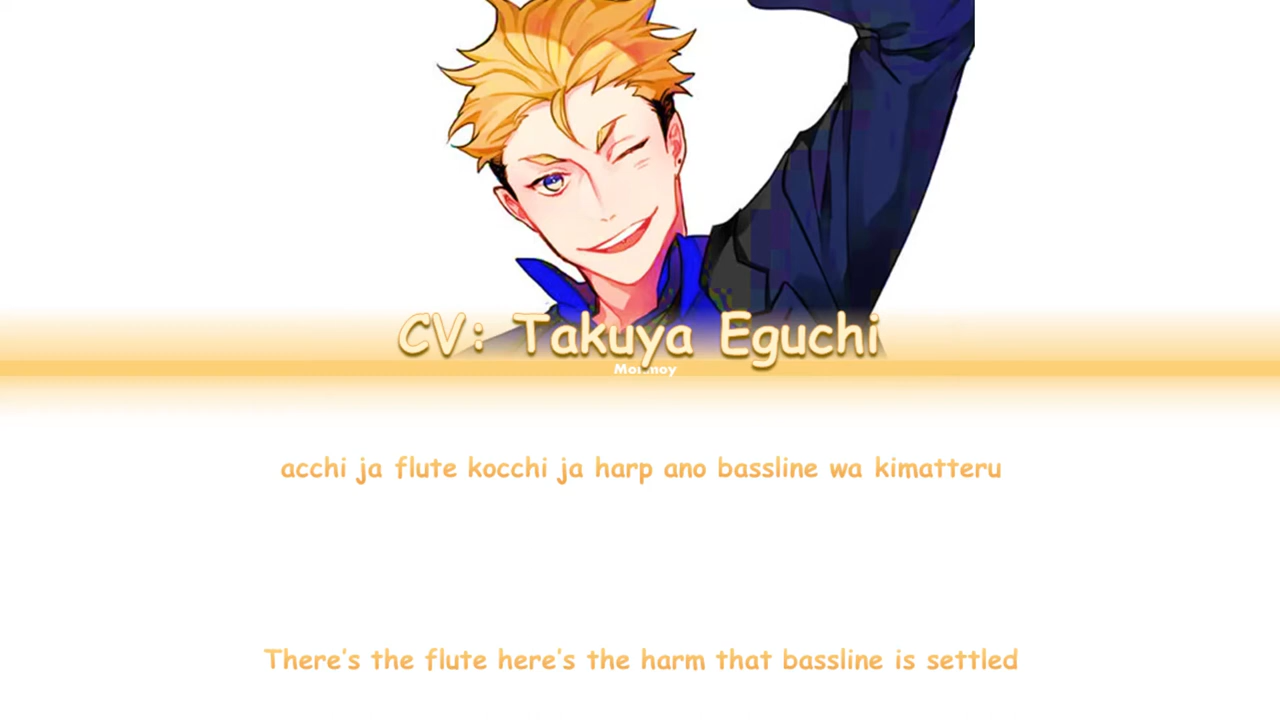 CV: Takuya Eguchi
acchi ja flute kocchi ja harp ano bassline wa kimatteru
There's the flute here's the harm that bassline is settled